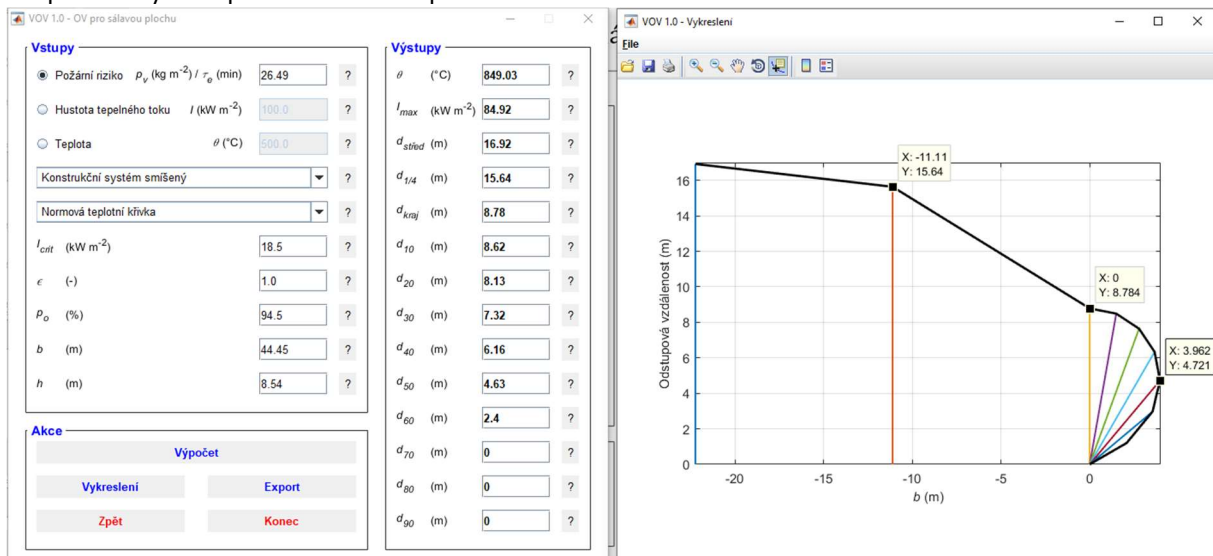 VOV 1.0 - OV pro sálavou plochu
Vstupy
Požární riziko p_v (kg m^-2) / τ_e (min) 26.49 ?
Hustota tepelného toku I (kW m^-2) 100.0 ?
Teplota θ (°C) 500.0 ?
Konstrukční systém smíšený ?
Normová teplotní křivka ?
I_crit (kW m^-2) 18.5 ?
ϵ (-) 1.0 ?
p_o (%) 94.5 ?
b (m) 44.45 ?
h (m) 8.54 ?
Akce
Výpočet
Vykreslení Export
Zpět Konec
Výstupy
θ (°C) 849.03 ?
I_max (kW m^-2) 84.92 ?
d_střed (m) 16.92 ?
d_1/4 (m) 15.64 ?
d_kraj (m) 8.78 ?
d_10 (m) 8.62 ?
d_20 (m) 8.13 ?
d_30 (m) 7.32 ?
d_40 (m) 6.16 ?
d_50 (m) 4.63 ?
d_60 (m) 2.4 ?
d_70 (m) 0 ?
d_80 (m) 0 ?
d_90 (m) 0 ?
VOV 1.0 - Vykreslení
File
X: -11.11
Y: 15.64
X: 0
Y: 8.784
X: 3.962
Y: 4.721
Odstupová vzdálenost (m)
16
14
12
10
8
6
4
2
0
-20 -15 -10 -5 0
b (m)